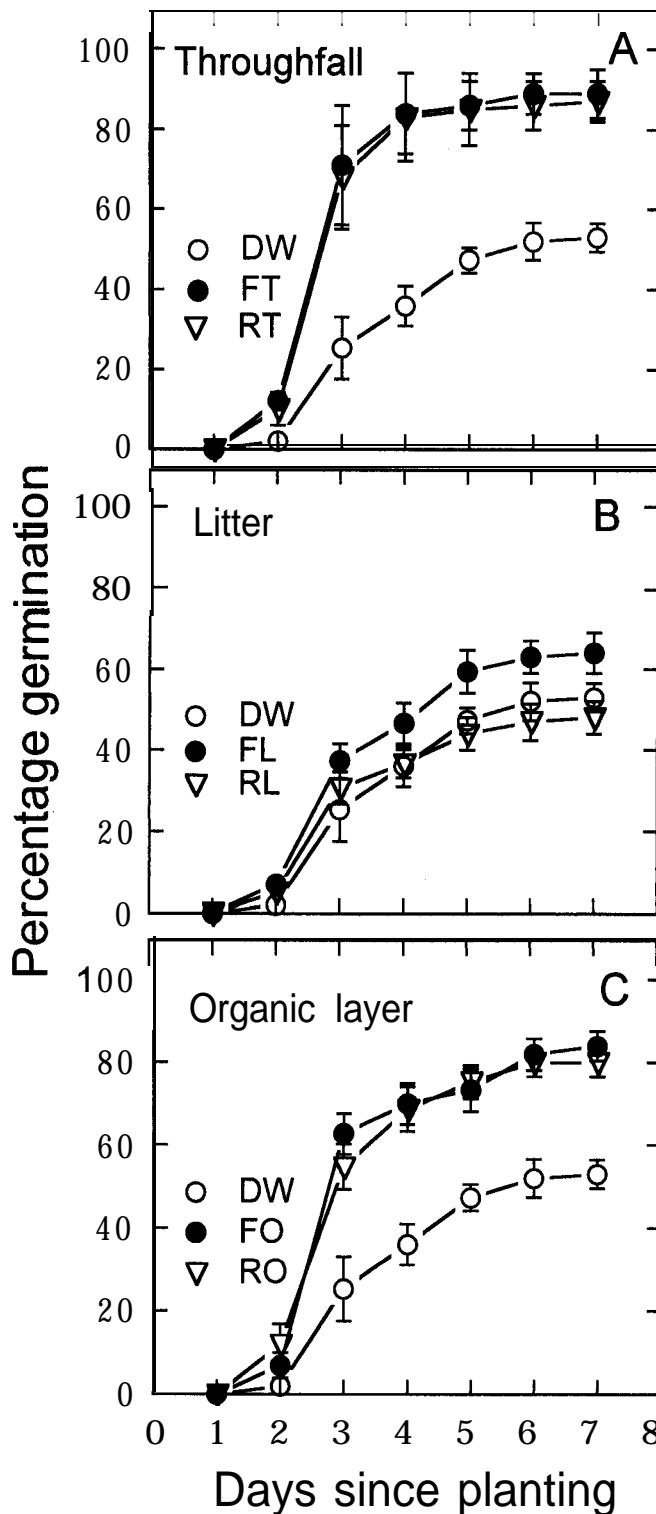 Percentage germination
100
80
60
40
20
0
Throughfall
A
DW
FT
RT
100
80
60
40
20
0
Litter
B
DW
FL
RL
100
80
60
40
20
0
Organic layer
C
DW
FO
RO
0 1 2 3 4 5 6 7 8
Days since planting